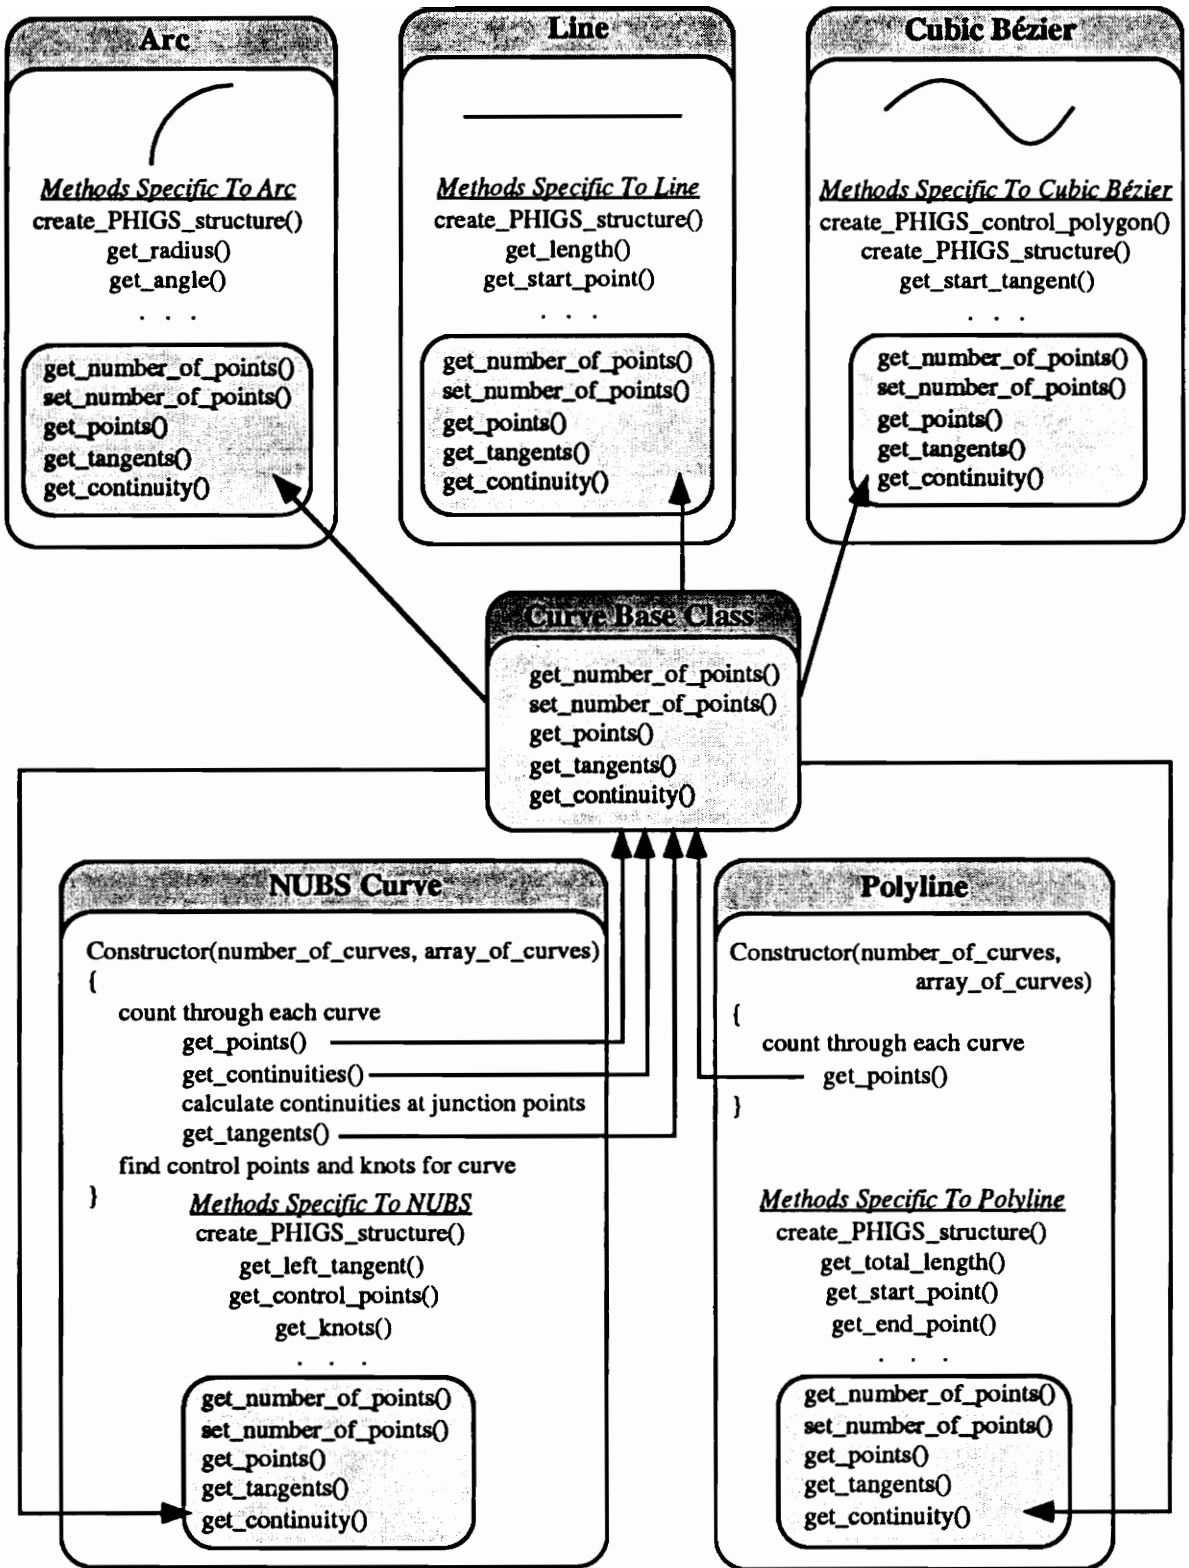 Arc
Methods Specific To Arc
create_PHIGS_structure()
get_radius()
get_angle()
. . .
get_number_of_points()
set_number_of_points()
get_points()
get_tangents()
get_continuity()
Line
Methods Specific To Line
create_PHIGS_structure()
get_length()
get_start_point()
. . .
get_number_of_points()
set_number_of_points()
get_points()
get_tangents()
get_continuity()
Cubic Bézier
Methods Specific To Cubic Bézier
create_PHIGS_control_polygon()
create_PHIGS_structure()
get_start_tangent()
. . .
get_number_of_points()
set_number_of_points()
get_points()
get_tangents()
get_continuity()
Curve Base Class
get_number_of_points()
set_number_of_points()
get_points()
get_tangents()
get_continuity()
NUBS Curve
Constructor(number_of_curves, array_of_curves)
{
count through each curve
get_points()
get_continuities()
calculate continuities at junction points
get_tangents()
find control points and knots for curve
}
Methods Specific To NUBS
create_PHIGS_structure()
get_left_tangent()
get_control_points()
get_knots()
. . .
get_number_of_points()
set_number_of_points()
get_points()
get_tangents()
get_continuity()
Polyline
Constructor(number_of_curves,
array_of_curves)
{
count through each curve
get_points()
}
Methods Specific To Polyline
create_PHIGS_structure()
get_total_length()
get_start_point()
get_end_point()
. . .
get_number_of_points()
set_number_of_points()
get_points()
get_tangents()
get_continuity()